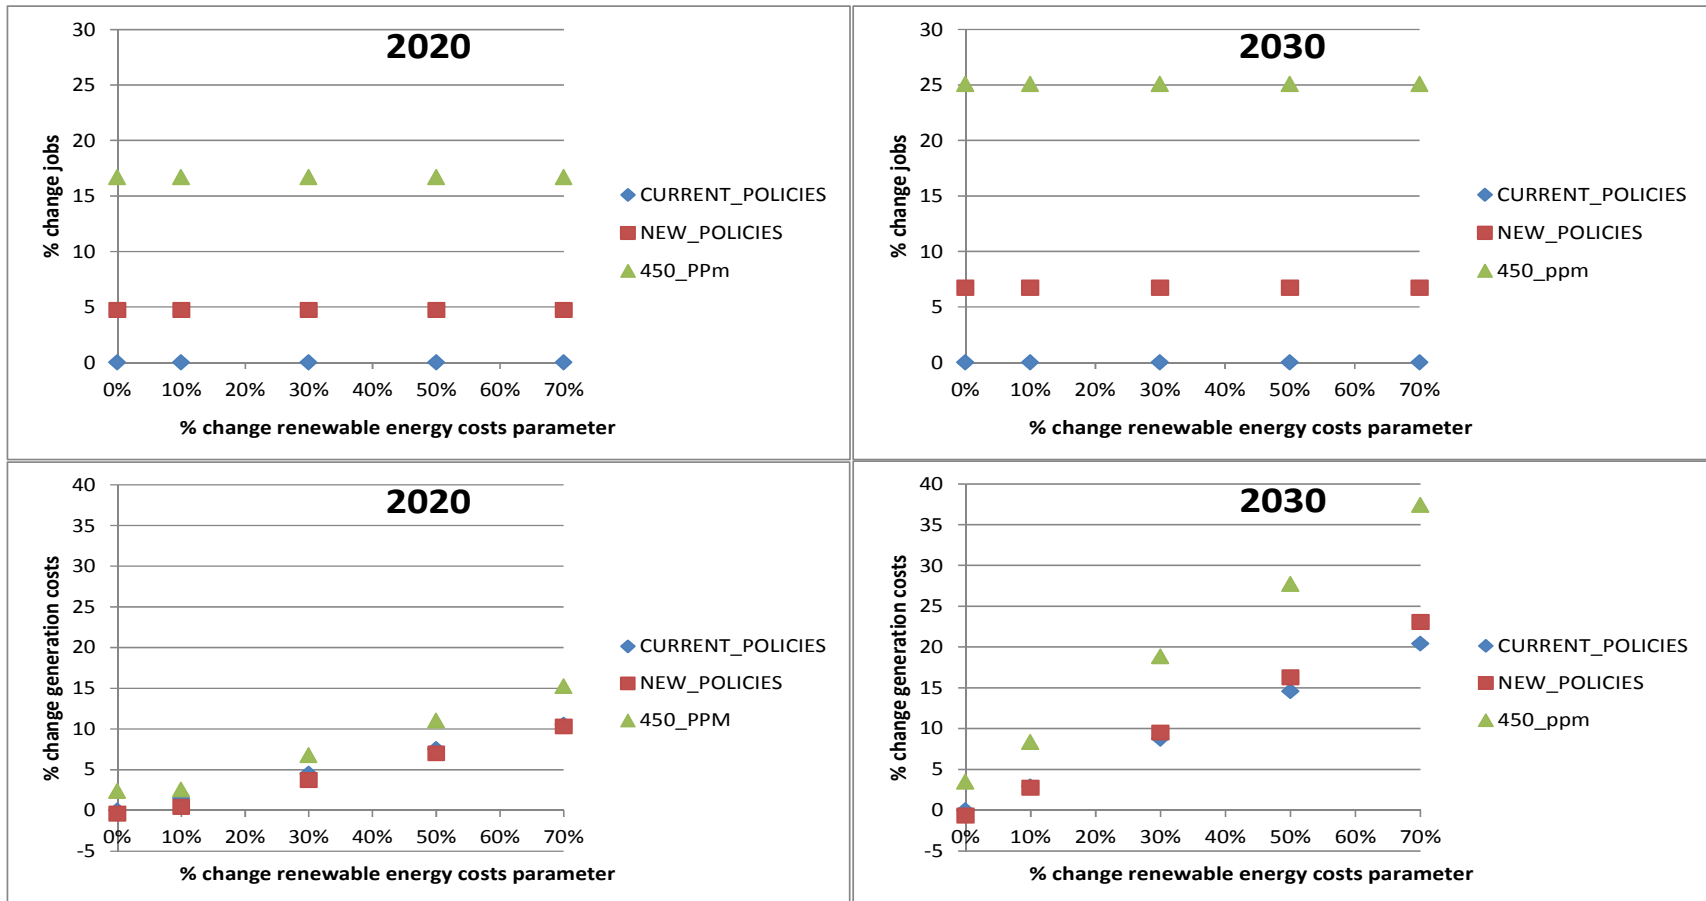 2020
30
25
20
15
10
5
0
% change jobs
0% 10% 20% 30% 40% 50% 60% 70%
% change renewable energy costs parameter
CURRENT_POLICIES
NEW_POLICIES
450_PPm
2030
30
25
20
15
10
5
0
% change jobs
0% 10% 20% 30% 40% 50% 60% 70%
% change renewable energy costs parameter
CURRENT_POLICIES
NEW_POLICIES
450_ppm
2020
40
35
30
25
20
15
10
5
0
-5
% change generation costs
0% 10% 20% 30% 40% 50% 60% 70%
% change renewable energy costs parameter
CURRENT_POLICIES
NEW_POLICIES
450_PPM
2030
40
35
30
25
20
15
10
5
0
-5
% change generation costs
0% 10% 20% 30% 40% 50% 60% 70%
% change renewable energy costs parameter
CURRENT_POLICIES
NEW_POLICIES
450_ppm